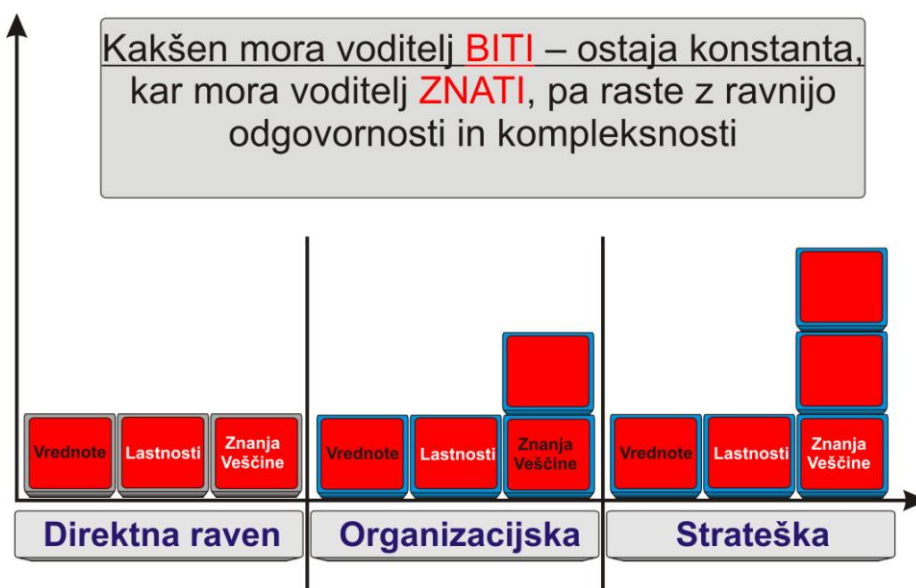 Kakšen mora voditelj BITI – ostaja konstanta,
kar mora voditelj ZNATI, pa raste z ravnijo
odgovornosti in kompleksnosti
Vrednote
Lastnosti
Znanja
Veščine
Vrednote
Lastnosti
Znanja
Veščine
Vrednote
Lastnosti
Znanja
Veščine
Direktna raven
Organizacijska
Strateška